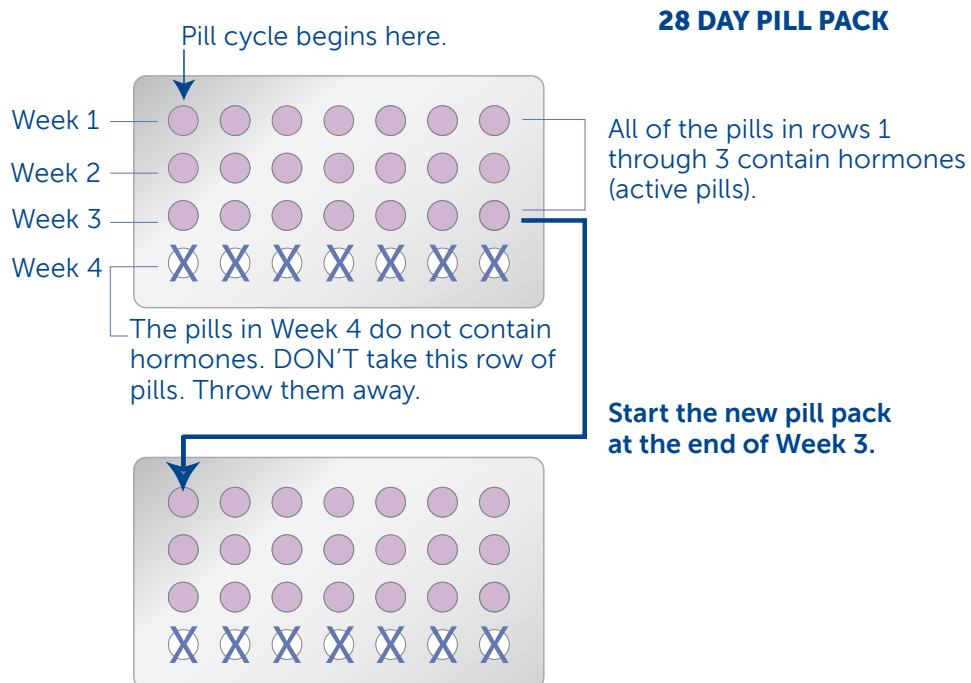 28 DAY PILL PACK
Pill cycle begins here.
Week 1
Week 2
Week 3
Week 4
All of the pills in rows 1
through 3 contain hormones
(active pills).
X X X X X X X
The pills in Week 4 do not contain
hormones. DON’T take this row of
pills. Throw them away.
Start the new pill pack
at the end of Week 3.
X X X X X X X